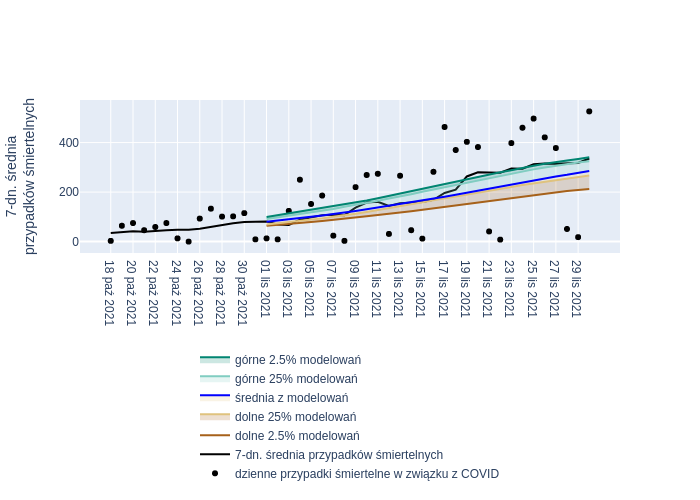 7-dn. średnia
przypadków śmiertelnych
400
200
0
18 paź 2021
20 paź 2021
22 paź 2021
24 paź 2021
26 paź 2021
28 paź 2021
30 paź 2021
01 lis 2021
03 lis 2021
05 lis 2021
07 lis 2021
09 lis 2021
11 lis 2021
13 lis 2021
15 lis 2021
17 lis 2021
19 lis 2021
21 lis 2021
23 lis 2021
25 lis 2021
27 lis 2021
29 lis 2021
górne 2.5% modelowań
górne 25% modelowań
średnia z modelowań
dolne 25% modelowań
dolne 2.5% modelowań
7-dn. średnia przypadków śmiertelnych
dzienne przypadki śmiertelne w związku z COVID